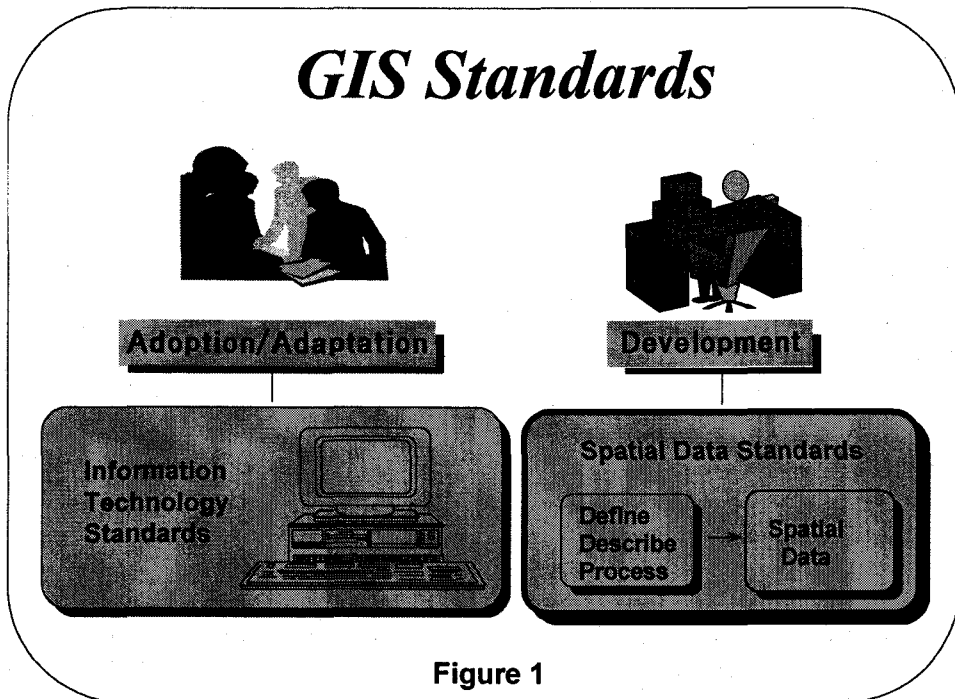 GIS Standards
Adoption/Adaptation
Development
Information
Technology
Standards
Spatial Data Standards
Define
Describe
Process
Spatial
Data
Figure 1